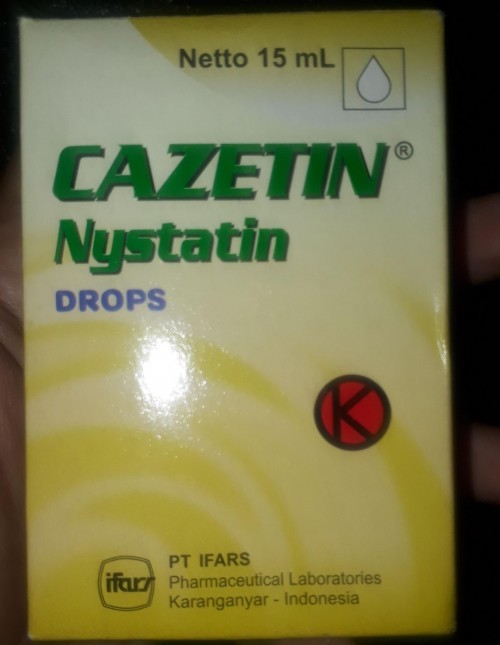 Netto 15 mL
CAZETIN®
Nystatin
DROPS
K
ifars
PT IFARS
Pharmaceutical Laboratories
Karanganyar - Indonesia